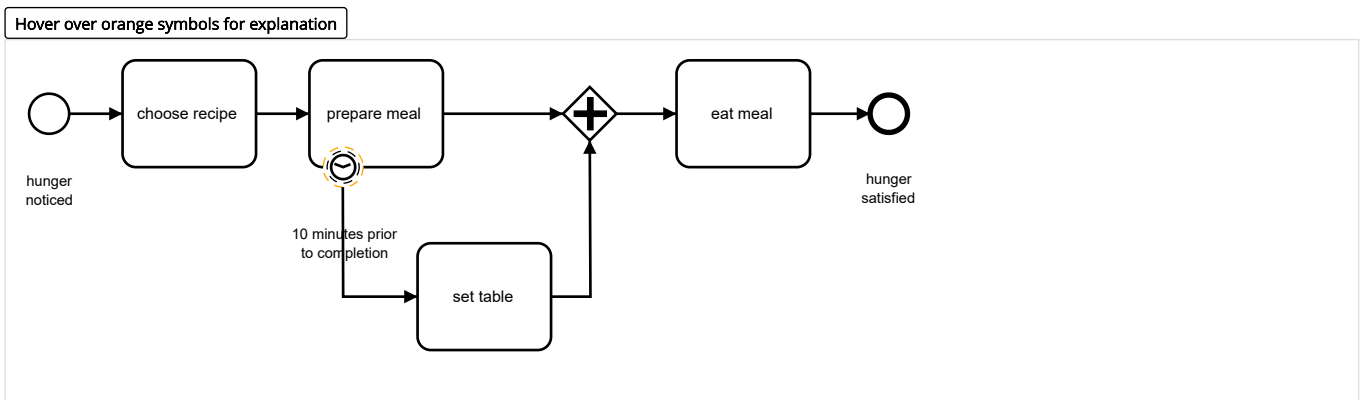 Hover over orange symbols for explanation
choose recipe
prepare meal
eat meal
hunger
noticed
hunger
satisfied
10 minutes prior
to completion
set table